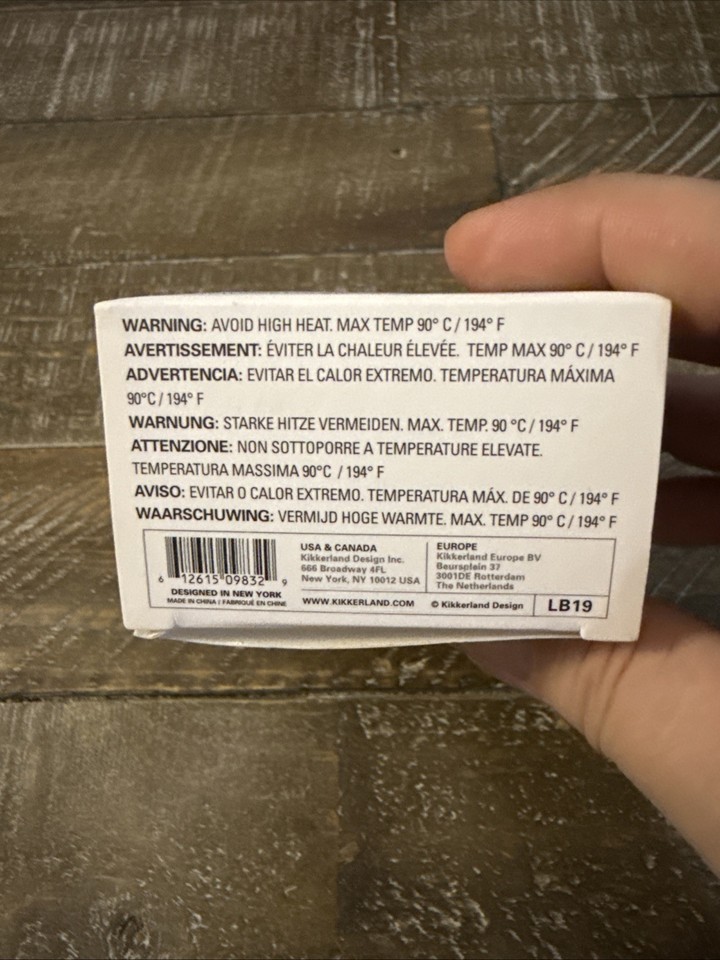 WARNING: AVOID HIGH HEAT. MAX TEMP 90° C / 194° F
AVERTISSEMENT: ÉVITER LA CHALEUR ÉLEVÉE. TEMP MAX 90° C / 194° F
ADVERTENCIA: EVITAR EL CALOR EXTREMO. TEMPERATURA MÁXIMA
90°C / 194° F
WARNUNG: STARKE HITZE VERMEIDEN. MAX. TEMP. 90 °C / 194° F
ATTENZIONE: NON SOTTOPORRE A TEMPERATURE ELEVATE.
TEMPERATURA MASSIMA 90°C / 194° F
AVISO: EVITAR O CALOR EXTREMO. TEMPERATURA MÁX. DE 90° C / 194° F
WAARSCHUWING: VERMIJD HOGE WARMTE. MAX. TEMP 90° C / 194° F
6 12615 09832 9
DESIGNED IN NEW YORK
MADE IN CHINA / FABRIQUÉ EN CHINE
USA & CANADA
Kikkerland Design Inc.
666 Broadway 4FL
New York, NY 10012 USA
EUROPE
Kikkerland Europe BV
Beursplein 37
3001DE Rotterdam
The Netherlands
WWW.KIKKERLAND.COM
© Kikkerland Design
LB19